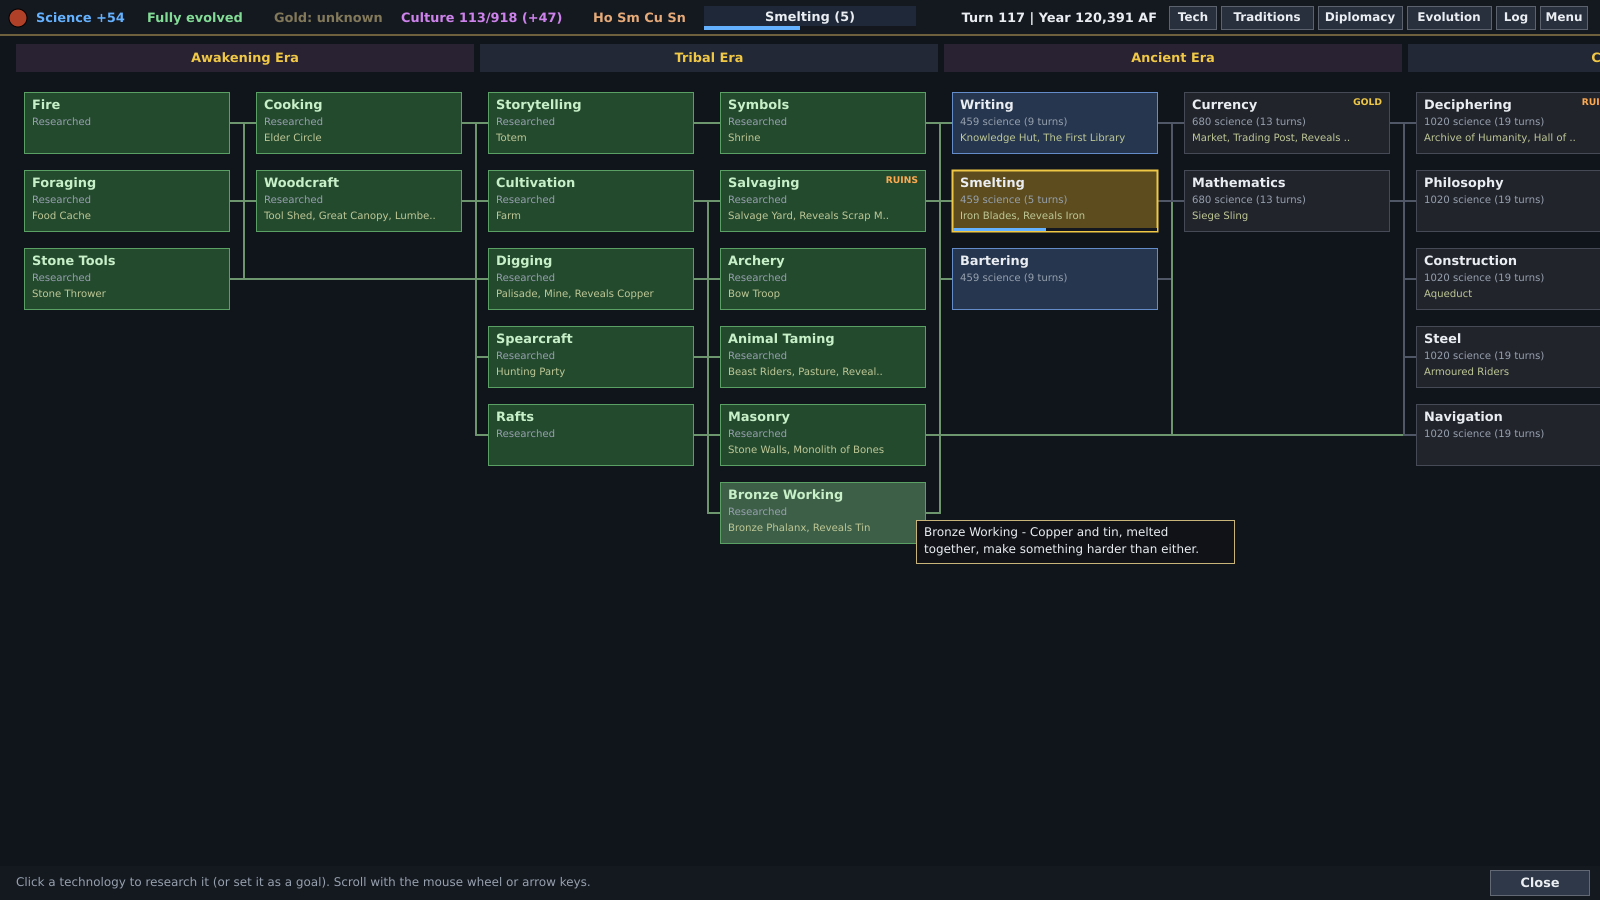 Science +54 Fully evolved Gold: unknown Culture 113/918 (+47) Ho Sm Cu Sn Smelting (5) Turn 117 | Year 120,391 AF Tech Traditions Diplomacy Evolution Log Menu
Awakening Era Tribal Era Ancient Era C
Fire
Researched
Cooking
Researched
Elder Circle
Storytelling
Researched
Totem
Symbols
Researched
Shrine
Writing
459 science (9 turns)
Knowledge Hut, The First Library
Currency GOLD
680 science (13 turns)
Market, Trading Post, Reveals ..
Deciphering RUI
1020 science (19 turns)
Archive of Humanity, Hall of ..
Foraging
Researched
Food Cache
Woodcraft
Researched
Tool Shed, Great Canopy, Lumbe..
Cultivation
Researched
Farm
Salvaging RUINS
Researched
Salvage Yard, Reveals Scrap M..
Smelting
459 science (5 turns)
Iron Blades, Reveals Iron
Mathematics
680 science (13 turns)
Siege Sling
Philosophy
1020 science (19 turns)
Stone Tools
Researched
Stone Thrower
Digging
Researched
Palisade, Mine, Reveals Copper
Archery
Researched
Bow Troop
Bartering
459 science (9 turns)
Construction
1020 science (19 turns)
Aqueduct
Spearcraft
Researched
Hunting Party
Animal Taming
Researched
Beast Riders, Pasture, Reveal..
Steel
1020 science (19 turns)
Armoured Riders
Rafts
Researched
Masonry
Researched
Stone Walls, Monolith of Bones
Navigation
1020 science (19 turns)
Bronze Working
Researched
Bronze Phalanx, Reveals Tin
Bronze Working - Copper and tin, melted
together, make something harder than either.
Click a technology to research it (or set it as a goal). Scroll with the mouse wheel or arrow keys.
Close